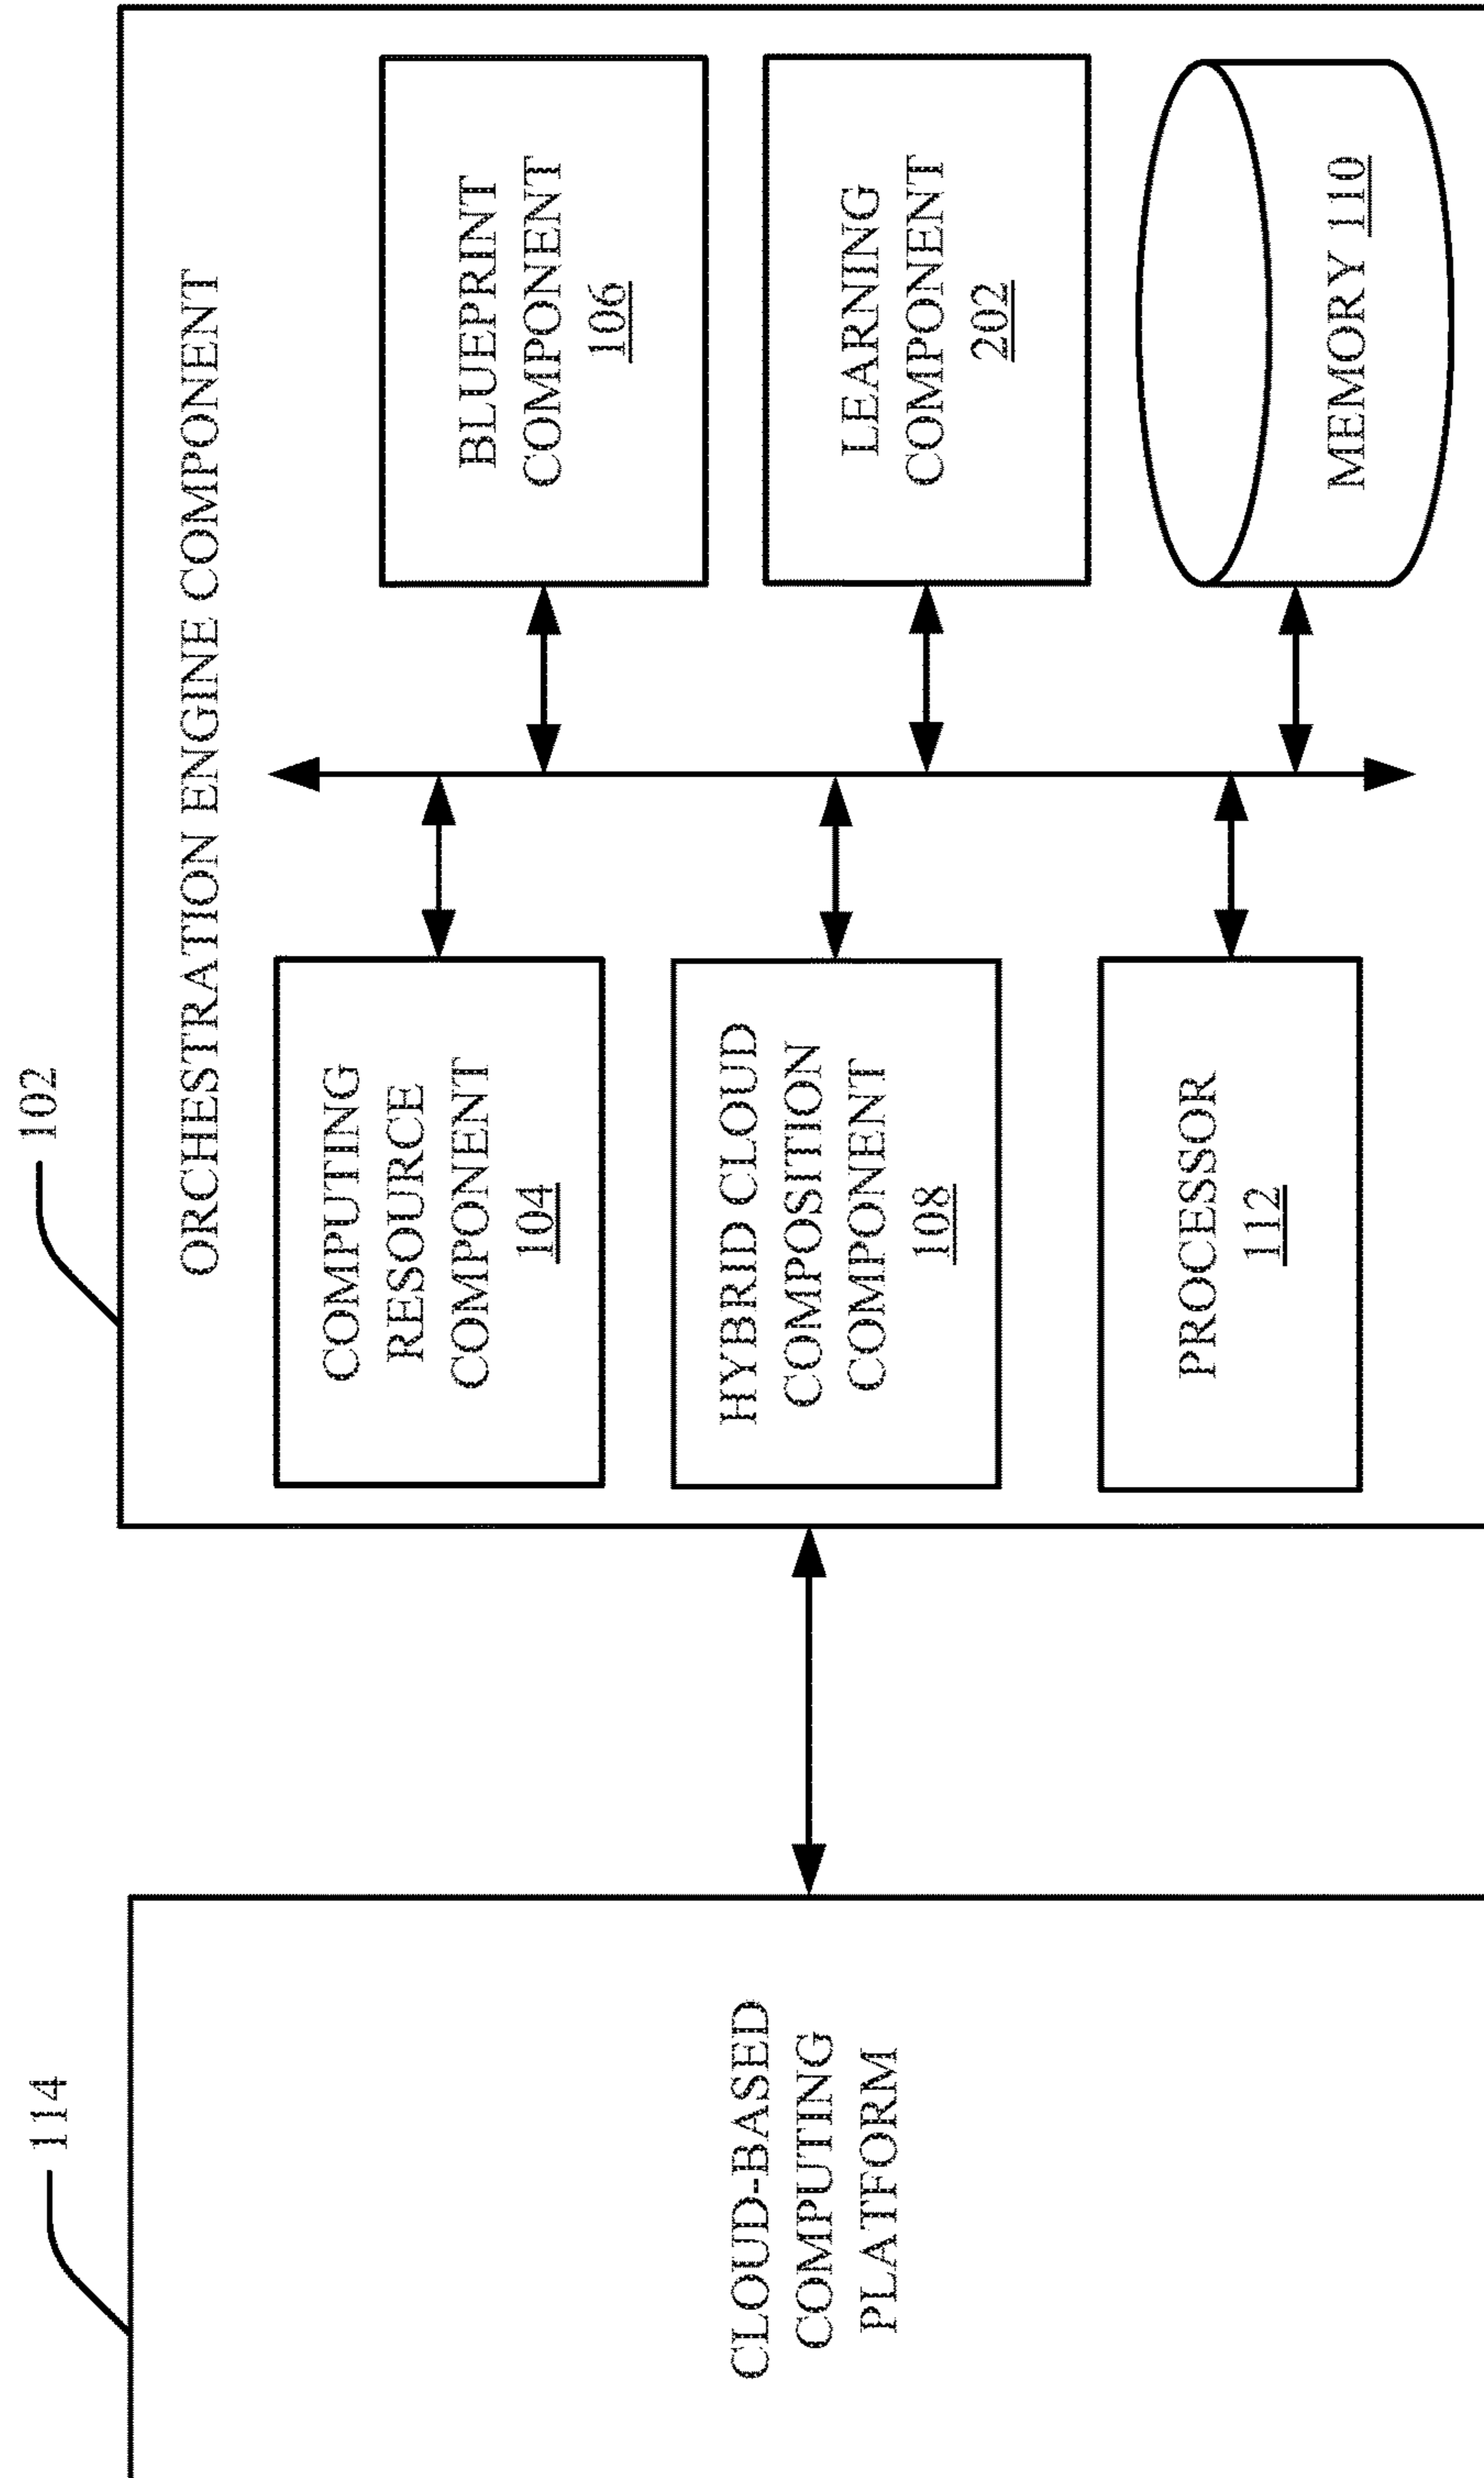 114
CLOUD-BASED
COMPUTING
PLATFORM
102
ORCHESTRATION ENGINE COMPONENT
COMPUTING
RESOURCE
COMPONENT
104
BLUEPRINT
COMPONENT
106
HYBRID CLOUD
COMPOSITION
COMPONENT
108
LEARNING
COMPONENT
202
PROCESSOR
112
MEMORY 110